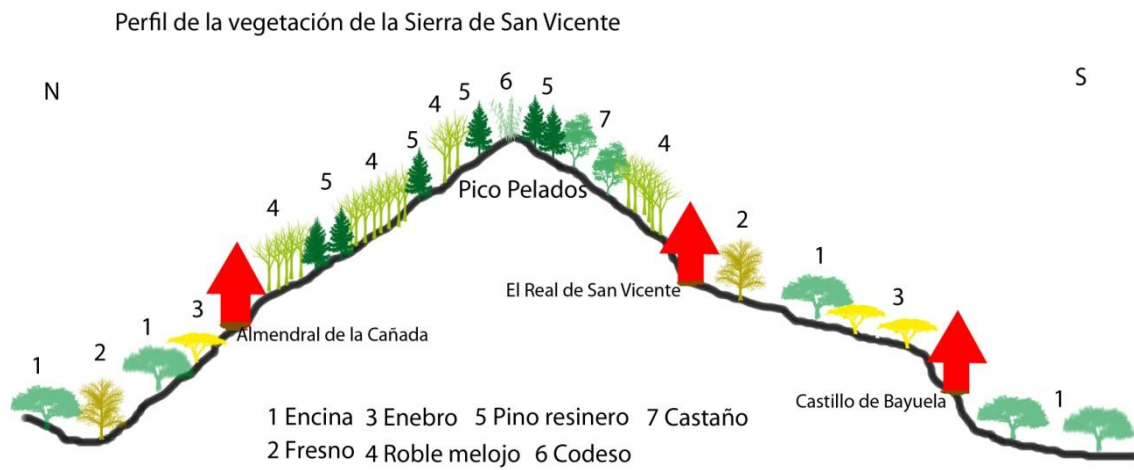 Perfil de la vegetación de la Sierra de San Vicente
N
S
6
5
5
4
7
5
4
4
5
Pico Pelados
4
2
1
El Real de San Vicente
3
3
Almendral de la Cañada
1
2
1
Castillo de Bayuela
1
1 Encina 3 Enebro 5 Pino resinero 7 Castaño
2 Fresno 4 Roble melojo 6 Codeso